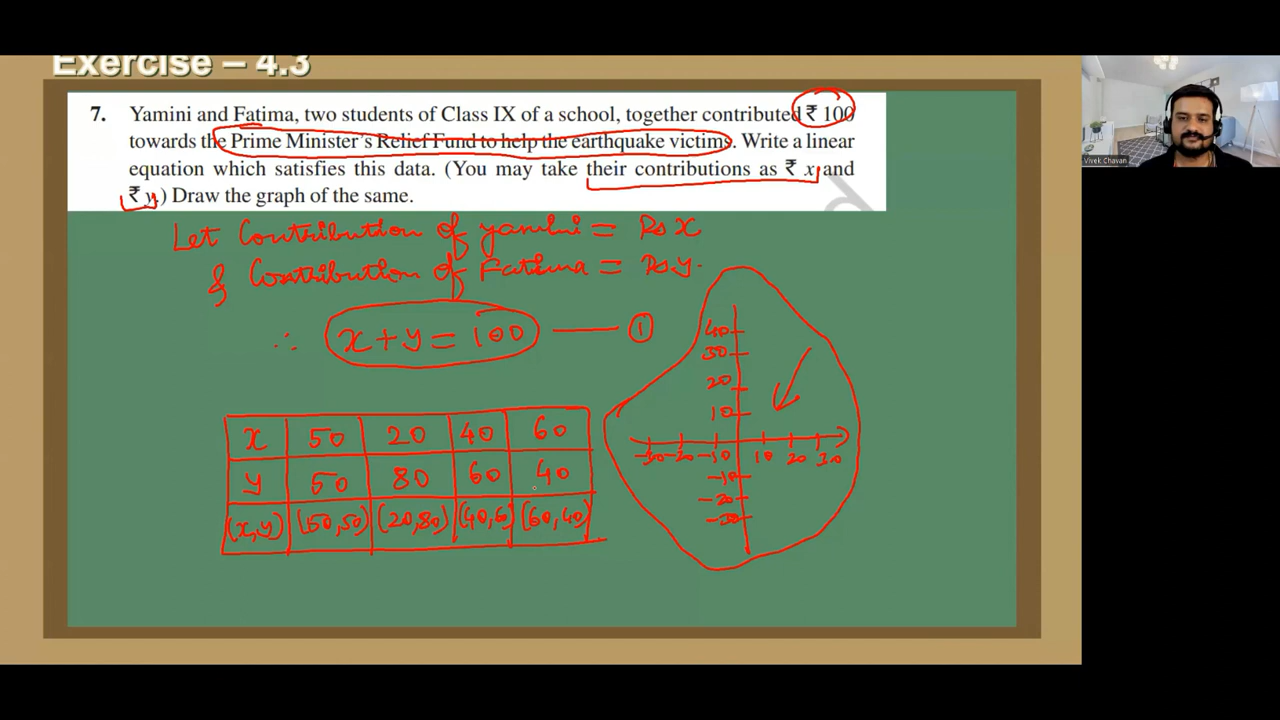 Exercise – 4.3
7. Yamini and Fatima, two students of Class IX of a school, together contributed ₹ 100
towards the Prime Minister's Relief Fund to help the earthquake victims. Write a linear
equation which satisfies this data. (You may take their contributions as ₹ x and
₹ y.) Draw the graph of the same.
Let Contribution of yamini = Rs x
& Contribution of Fatima = Rs y.
∴ x + y = 100 —— ①
x 50 20 40 60
y 50 80 60 40
(x,y) (50,50) (20,80) (40,60) (60,40)
40
30
20
10
-30 -20 -10 10 20 30
-10
-20
-30
Vivek Chavan